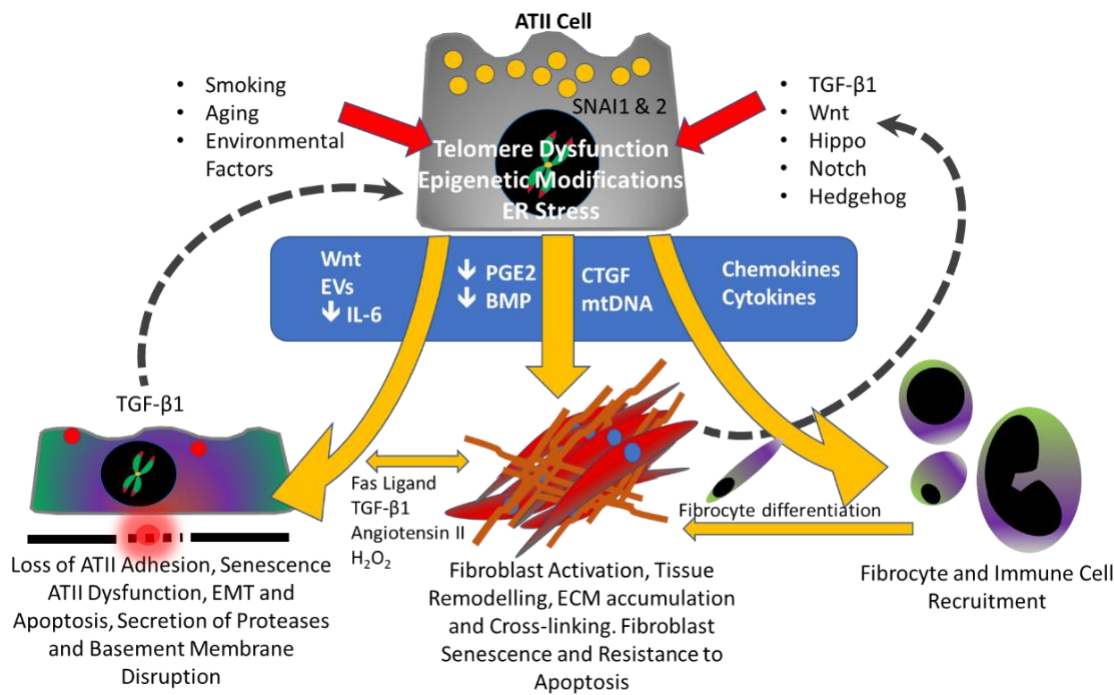 ATII Cell
• Smoking
• Aging
• Environmental
Factors
SNAI1 & 2
Telomere Dysfunction
Epigenetic Modifications
ER Stress
• TGF-β1
• Wnt
• Hippo
• Notch
• Hedgehog
Wnt
EVs
↓ IL-6
↓ PGE2
↓ BMP
CTGF
mtDNA
Chemokines
Cytokines
TGF-β1
Fas Ligand
TGF-β1
Angiotensin II
H₂O₂
Fibrocyte differentiation
Loss of ATII Adhesion, Senescence
ATII Dysfunction, EMT and
Apoptosis, Secretion of Proteases
and Basement Membrane
Disruption
Fibroblast Activation, Tissue
Remodelling, ECM accumulation
and Cross-linking. Fibroblast
Senescence and Resistance to
Apoptosis
Fibrocyte and Immune Cell
Recruitment